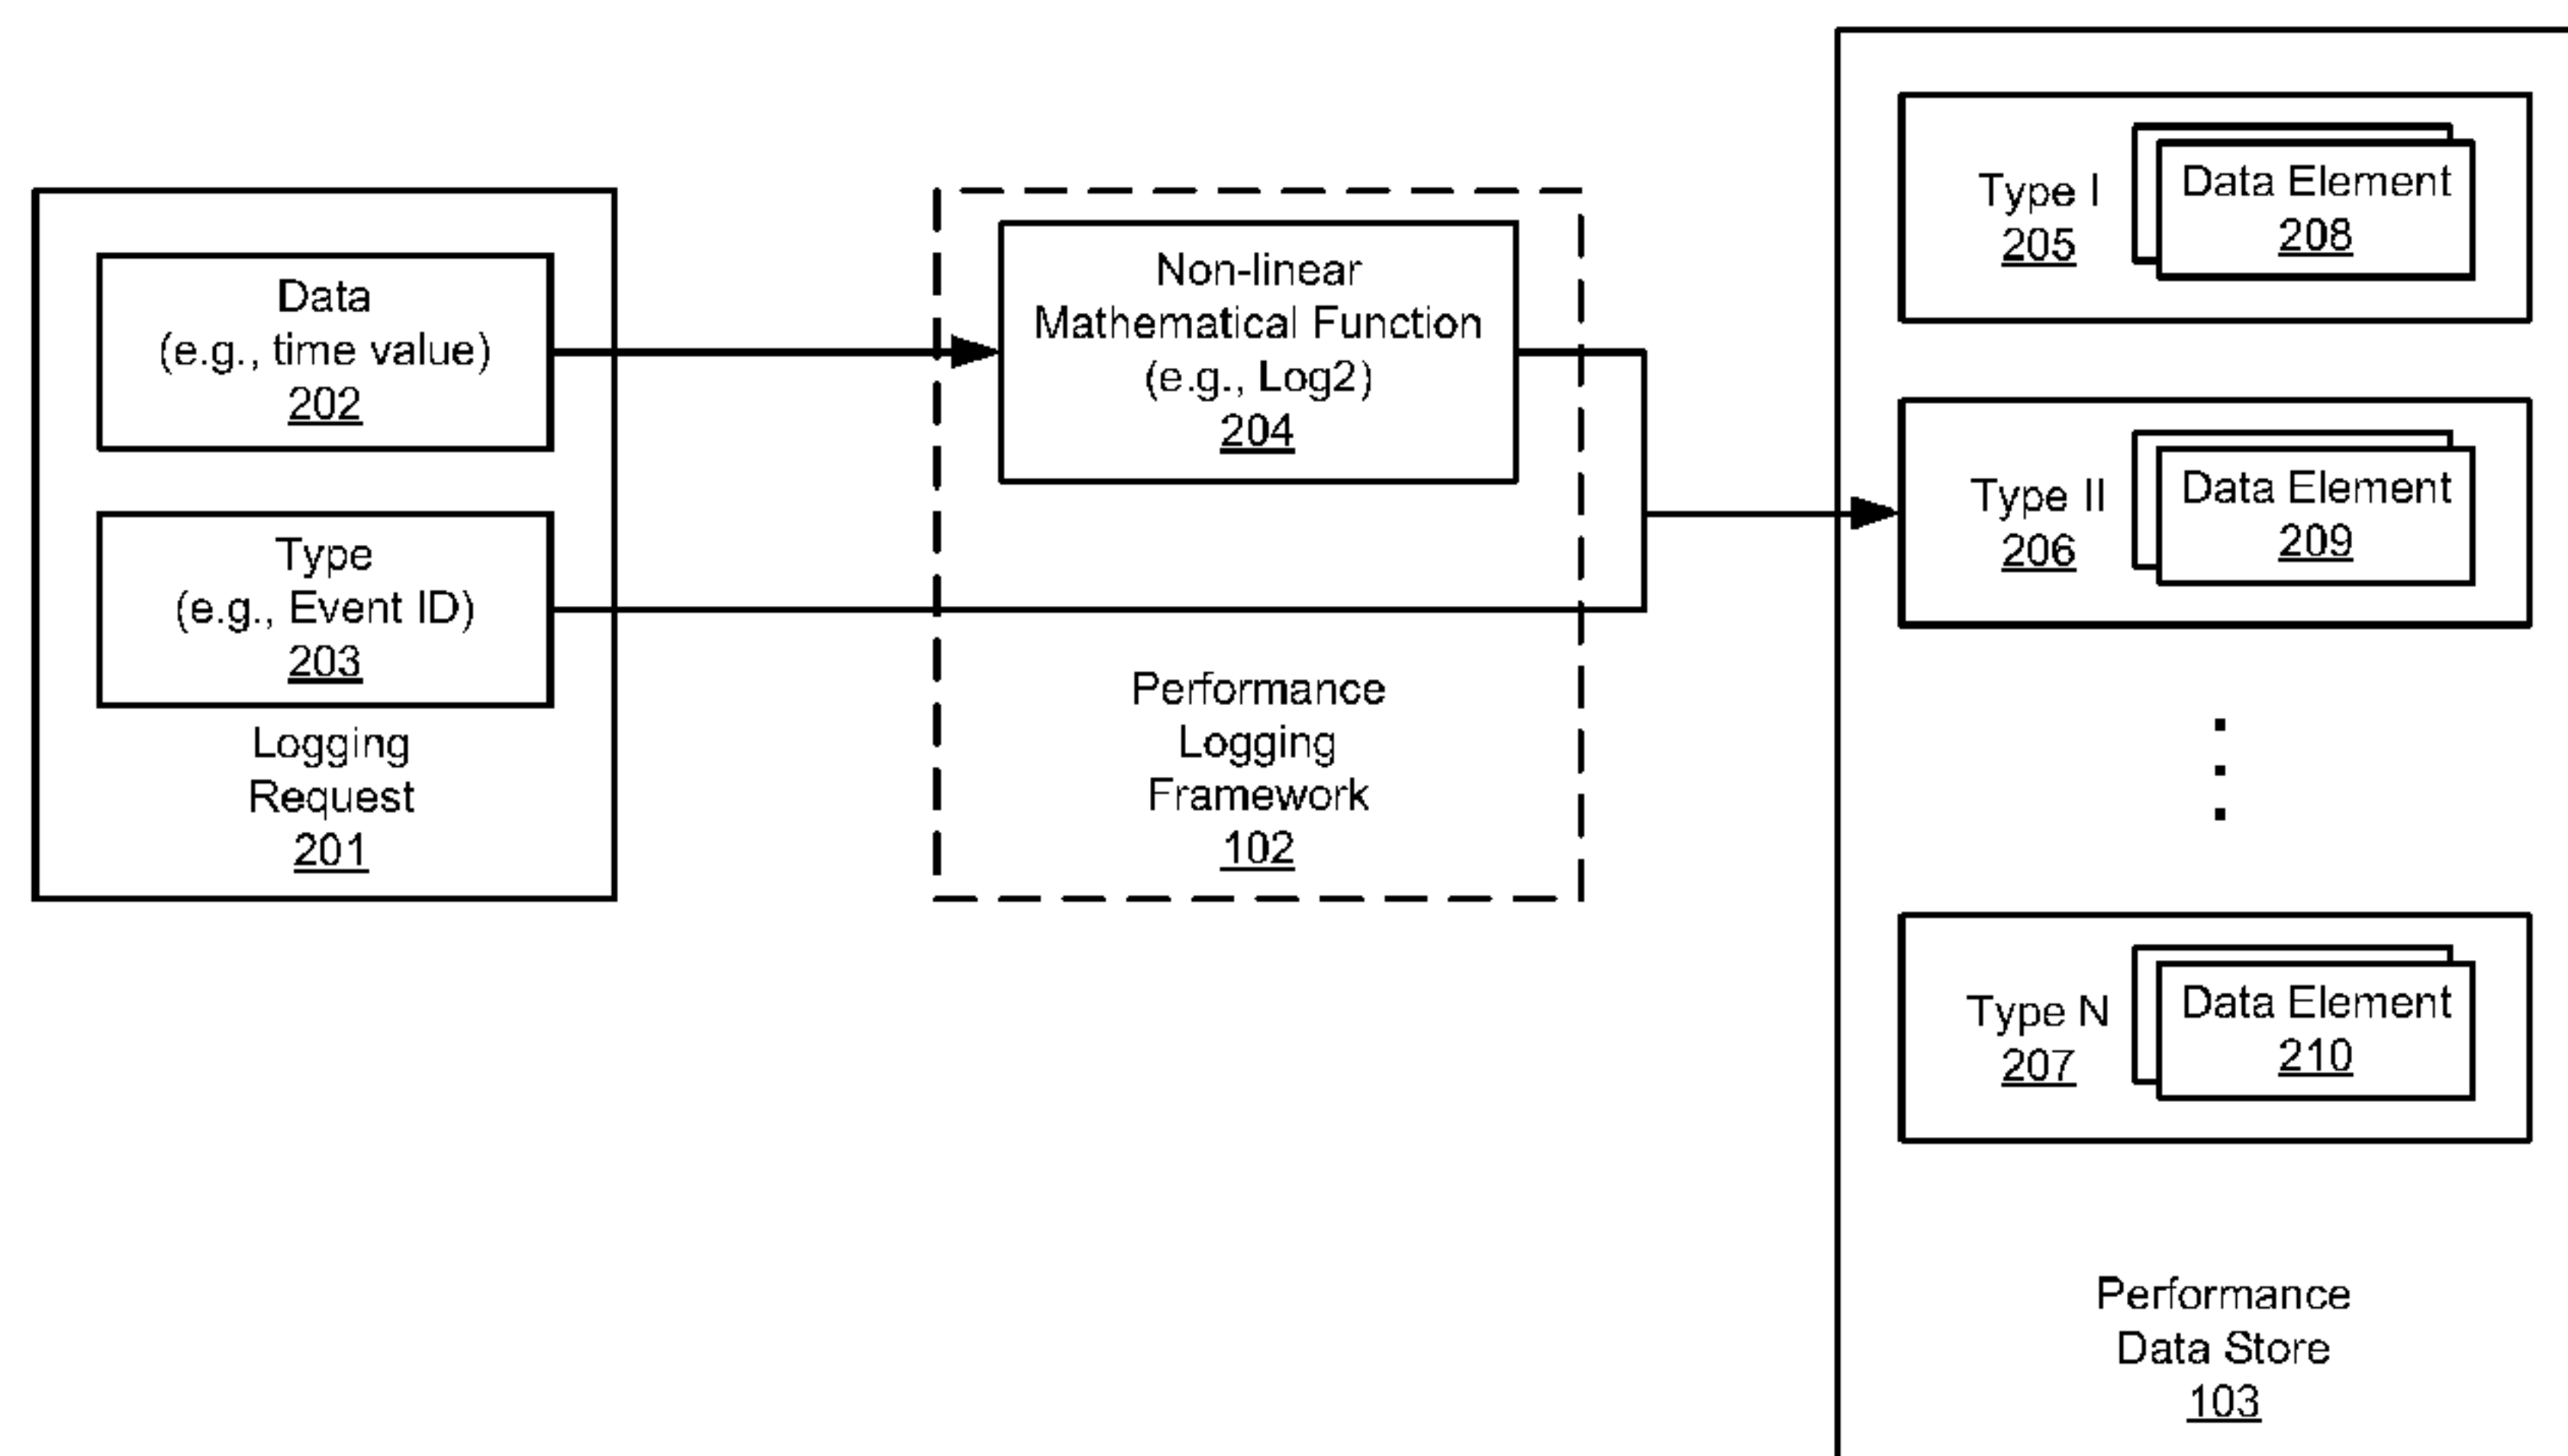 Data
(e.g., time value)
202
Type
(e.g., Event ID)
203
Logging
Request
201
Non-linear
Mathematical Function
(e.g., Log2)
204
Performance
Logging
Framework
102
Type I
205
Data Element
208
Type II
206
Data Element
209
Type N
207
Data Element
210
Performance
Data Store
103